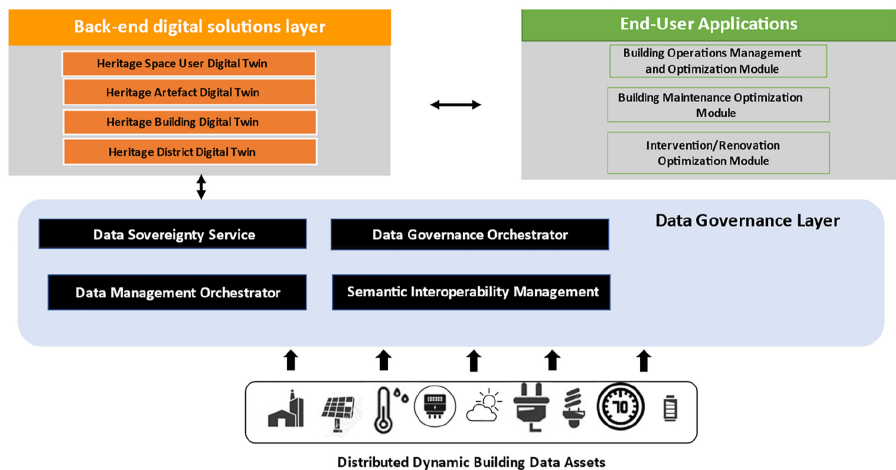 Back-end digital solutions layer
Heritage Space User Digital Twin
Heritage Artefact Digital Twin
Heritage Building Digital Twin
Heritage District Digital Twin
End-User Applications
Building Operations Management
and Optimization Module
Building Maintenance Optimization
Module
Intervention/Renovation
Optimization Module
Data Governance Layer
Data Sovereignty Service
Data Governance Orchestrator
Data Management Orchestrator
Semantic Interoperability Management
70
Distributed Dynamic Building Data Assets